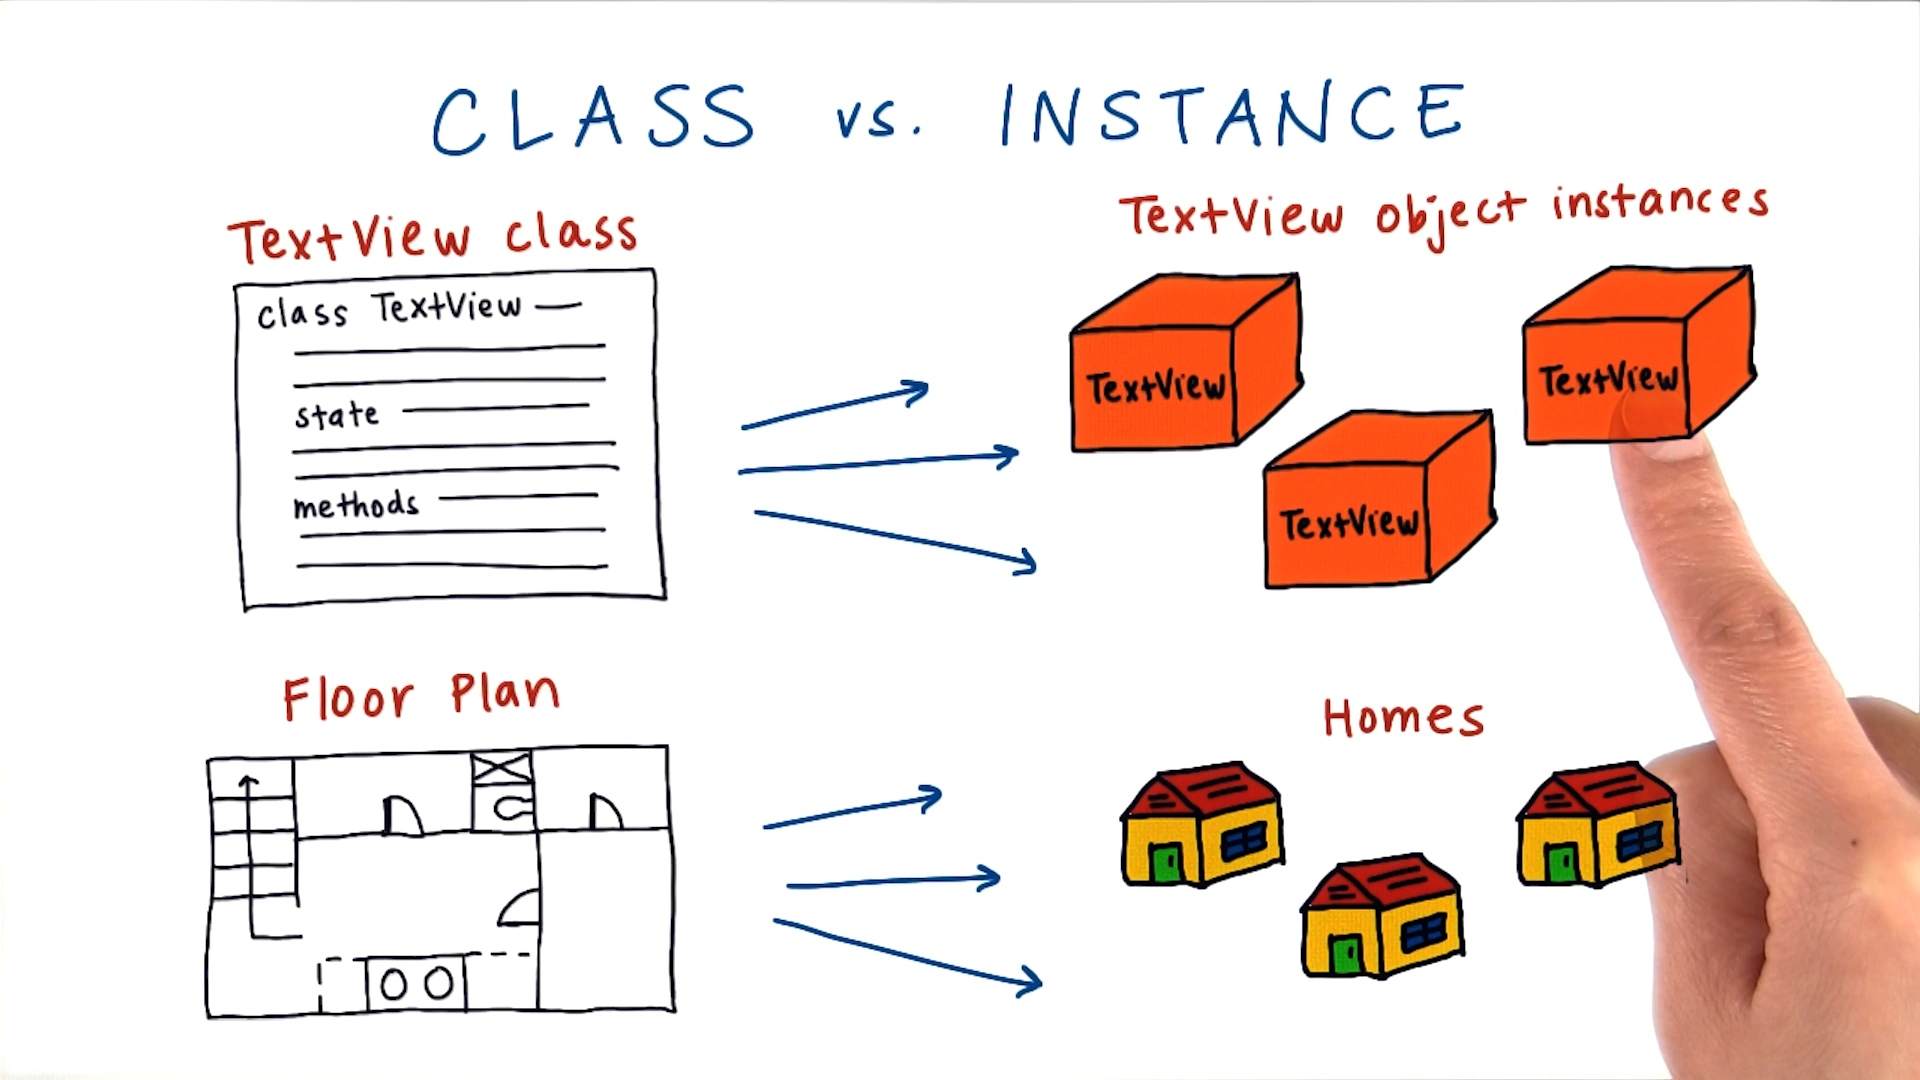 CLASS vs. INSTANCE
TextView class
class TextView
state
methods
TextView object instances
TextView
TextView
TextView
Floor Plan
Homes